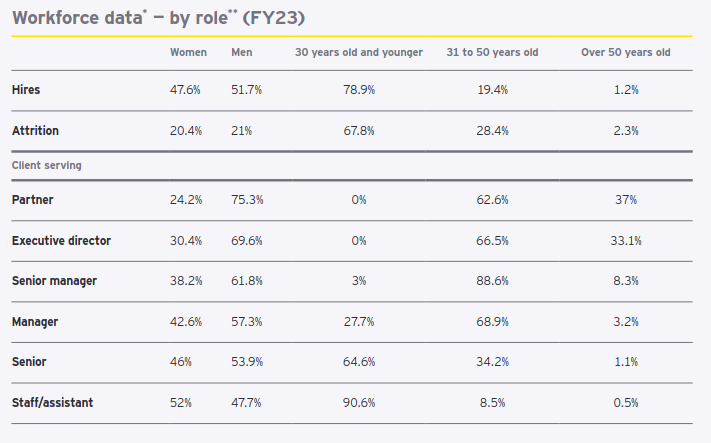 Workforce data* – by role** (FY23)
Women Men 30 years old and younger 31 to 50 years old Over 50 years old
Hires 47.6% 51.7% 78.9% 19.4% 1.2%
Attrition 20.4% 21% 67.8% 28.4% 2.3%
Client serving
Partner 24.2% 75.3% 0% 62.6% 37%
Executive director 30.4% 69.6% 0% 66.5% 33.1%
Senior manager 38.2% 61.8% 3% 88.6% 8.3%
Manager 42.6% 57.3% 27.7% 68.9% 3.2%
Senior 46% 53.9% 64.6% 34.2% 1.1%
Staff/assistant 52% 47.7% 90.6% 8.5% 0.5%